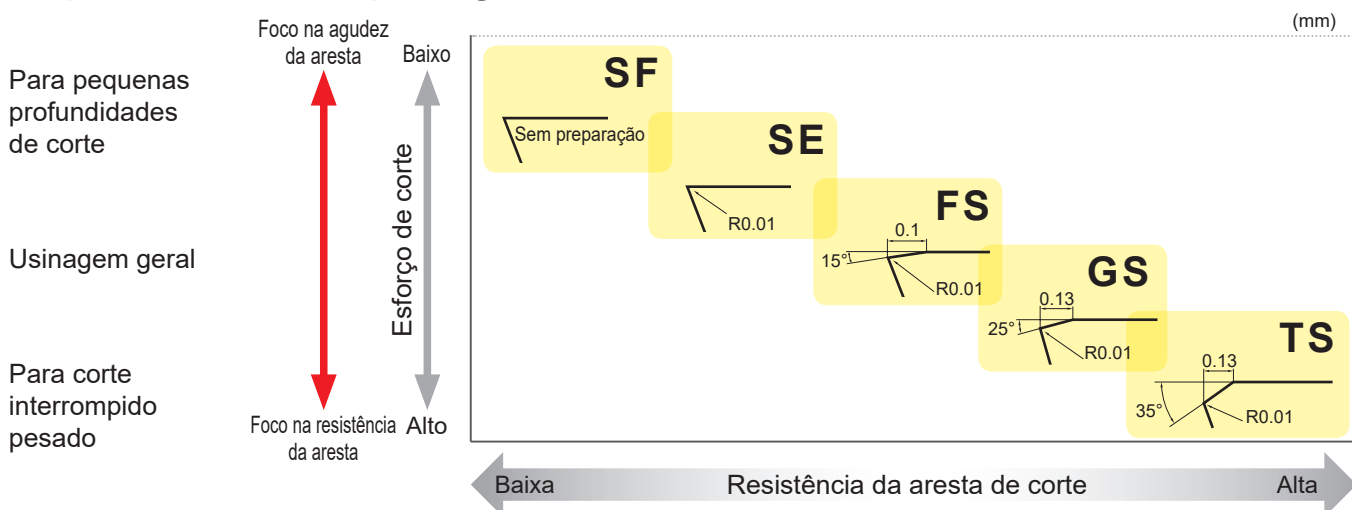 (mm)
Foco na agudez
da aresta
Baixo
Para pequenas
profundidades
de corte
Usinagem geral
Para corte
interrompido
pesado
Esforço de corte
Foco na resistência
da aresta
Alto
SF
Sem preparação
SE
R0.01
FS
0.1
15°
R0.01
GS
0.13
25°
R0.01
TS
0.13
35°
R0.01
Baixa
Resistência da aresta de corte
Alta